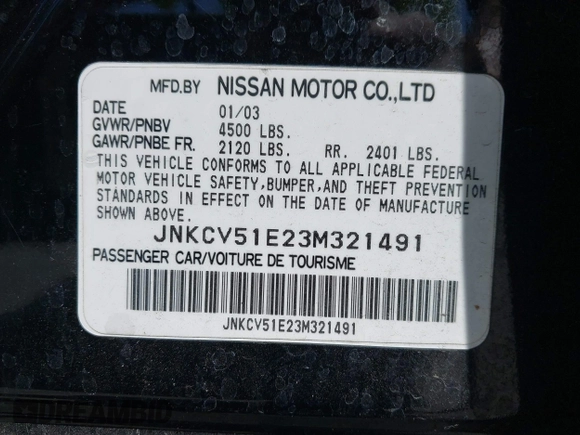 MFD.BY NISSAN MOTOR CO.,LTD
DATE 01/03
GVWR/PNBV 4500 LBS.
GAWR/PNBE FR. 2120 LBS. RR. 2401 LBS.
THIS VEHICLE CONFORMS TO ALL APPLICABLE FEDERAL
MOTOR VEHICLE SAFETY,BUMPER,AND THEFT PREVENTION
STANDARDS IN EFFECT ON THE DATE OF MANUFACTURE
SHOWN ABOVE.
JNKCV51E23M321491
PASSENGER CAR/VOITURE DE TOURISME
JNKCV51E23M321491
DREAMBID